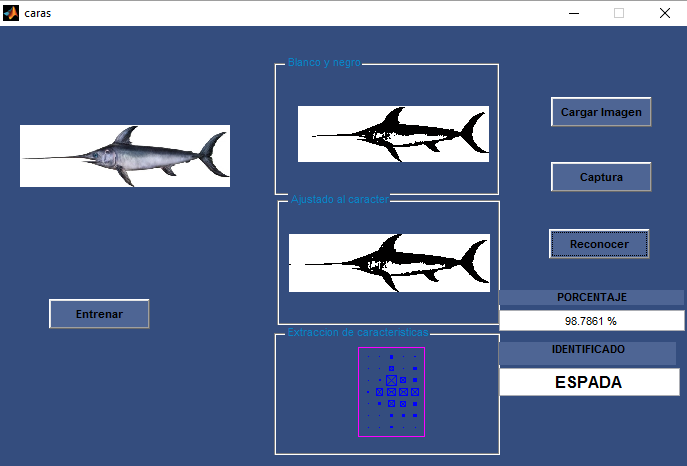 caras
Blanco y negro
Cargar Imagen
Captura
Ajustado al caracter
Reconocer
PORCENTAJE
98.7861 %
Entrenar
Extraccion de caracteristicas
IDENTIFICADO
ESPADA